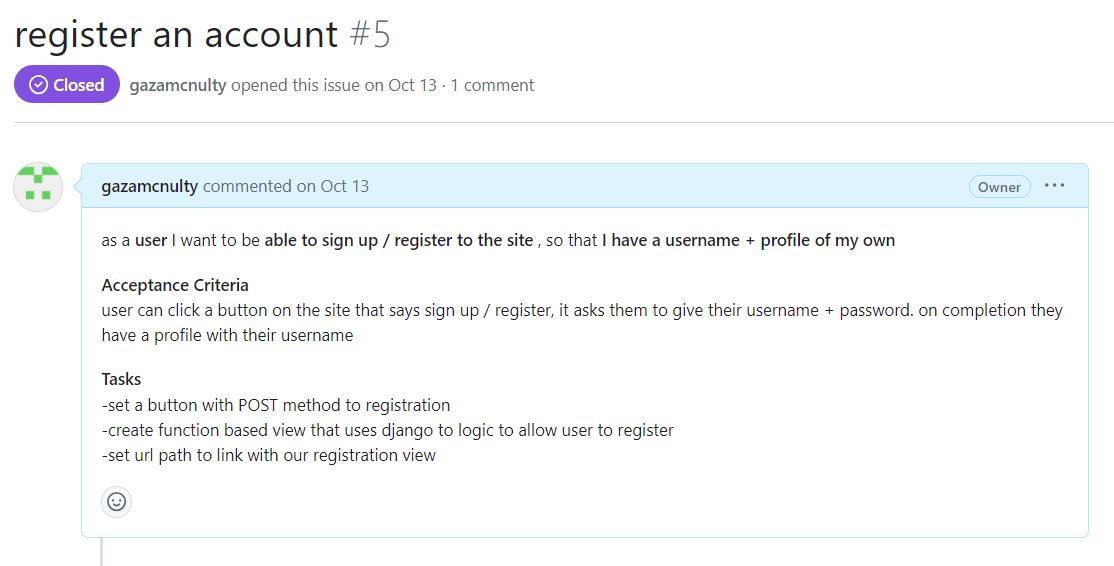 register an account #5
Closed gazamcnulty opened this issue on Oct 13 · 1 comment
gazamcnulty commented on Oct 13 Owner ...
as a user I want to be able to sign up / register to the site , so that I have a username + profile of my own
Acceptance Criteria
user can click a button on the site that says sign up / register, it asks them to give their username + password. on completion they
have a profile with their username
Tasks
-set a button with POST method to registration
-create function based view that uses django to logic to allow user to register
-set url path to link with our registration view